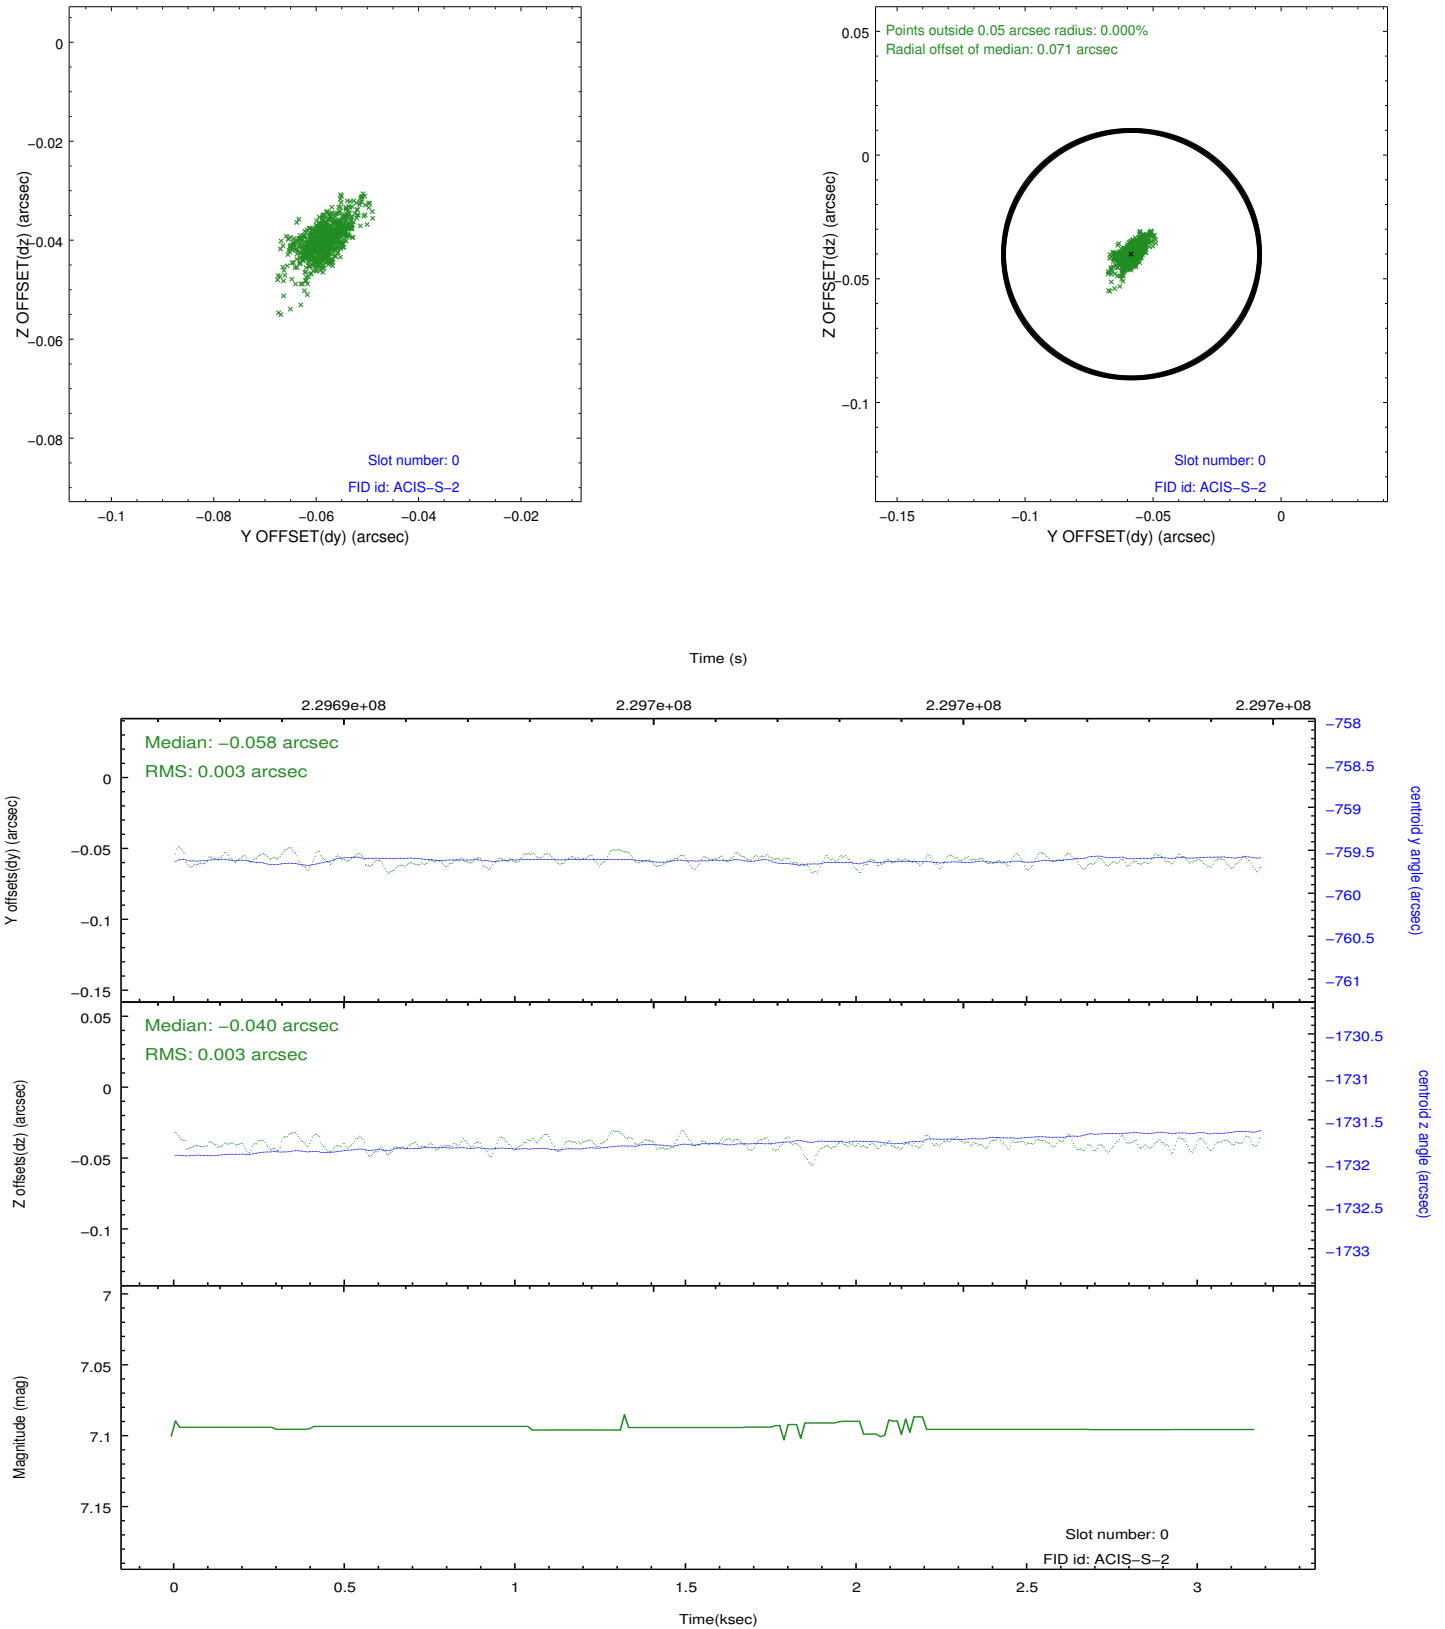 0
−0.02
−0.04
−0.06
−0.08
Z OFFSET(dz) (arcsec)
Slot number: 0
FID id: ACIS−S−2
−0.1
−0.08
−0.06
−0.04
−0.02
Y OFFSET(dy) (arcsec)
Points outside 0.05 arcsec radius: 0.000%
Radial offset of median: 0.071 arcsec
0.05
0
−0.05
−0.1
Z OFFSET(dz) (arcsec)
Slot number: 0
FID id: ACIS−S−2
−0.15
−0.1
−0.05
0
Y OFFSET(dy) (arcsec)
Time (s)
2.2969e+08
2.297e+08
2.297e+08
2.297e+08
Median: −0.058 arcsec
RMS: 0.003 arcsec
0
−0.05
−0.1
−0.15
Y offsets(dy) (arcsec)
−758
−758.5
−759
−759.5
−760
−760.5
−761
centroid y angle (arcsec)
Median: −0.040 arcsec
RMS: 0.003 arcsec
0.05
0
−0.05
−0.1
Z offsets(dz) (arcsec)
−1730.5
−1731
−1731.5
−1732
−1732.5
−1733
centroid z angle (arcsec)
7
7.05
7.1
7.15
Magnitude (mag)
Slot number: 0
FID id: ACIS−S−2
0
0.5
1
1.5
2
2.5
3
Time(ksec)